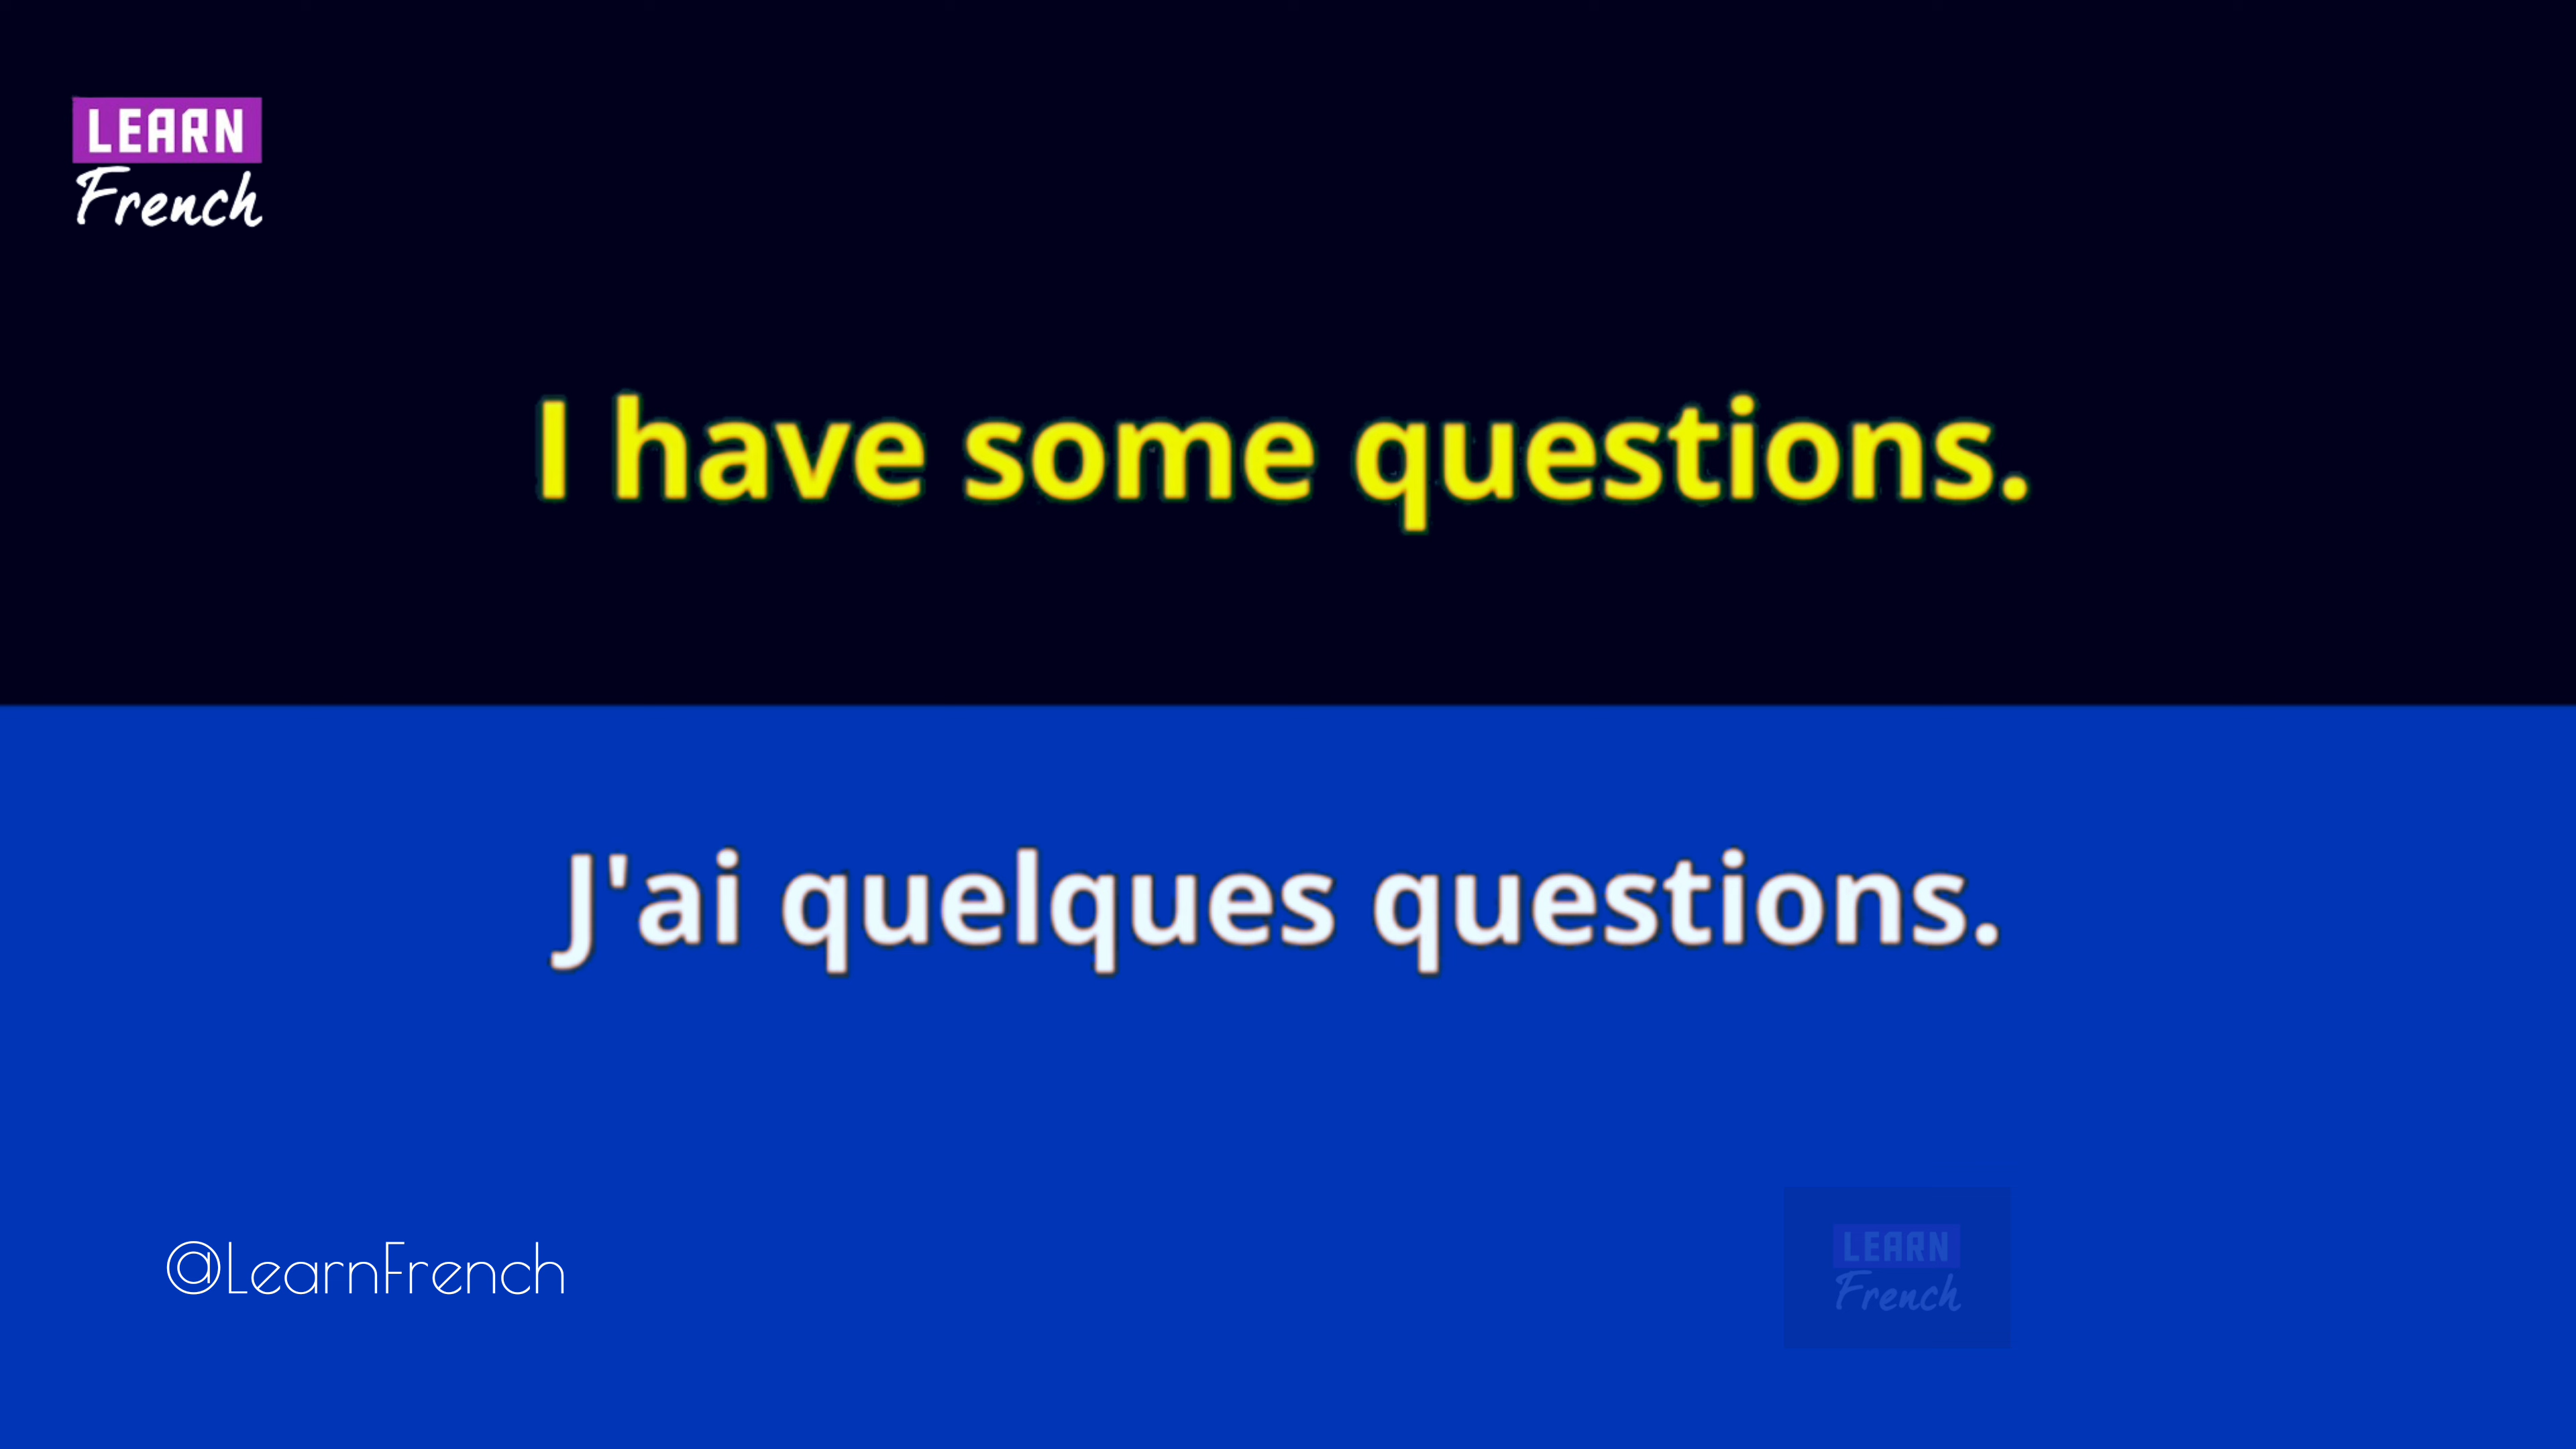 LEARN
French
I have some questions.
J'ai quelques questions.
@LearnFrench
LEARN
French